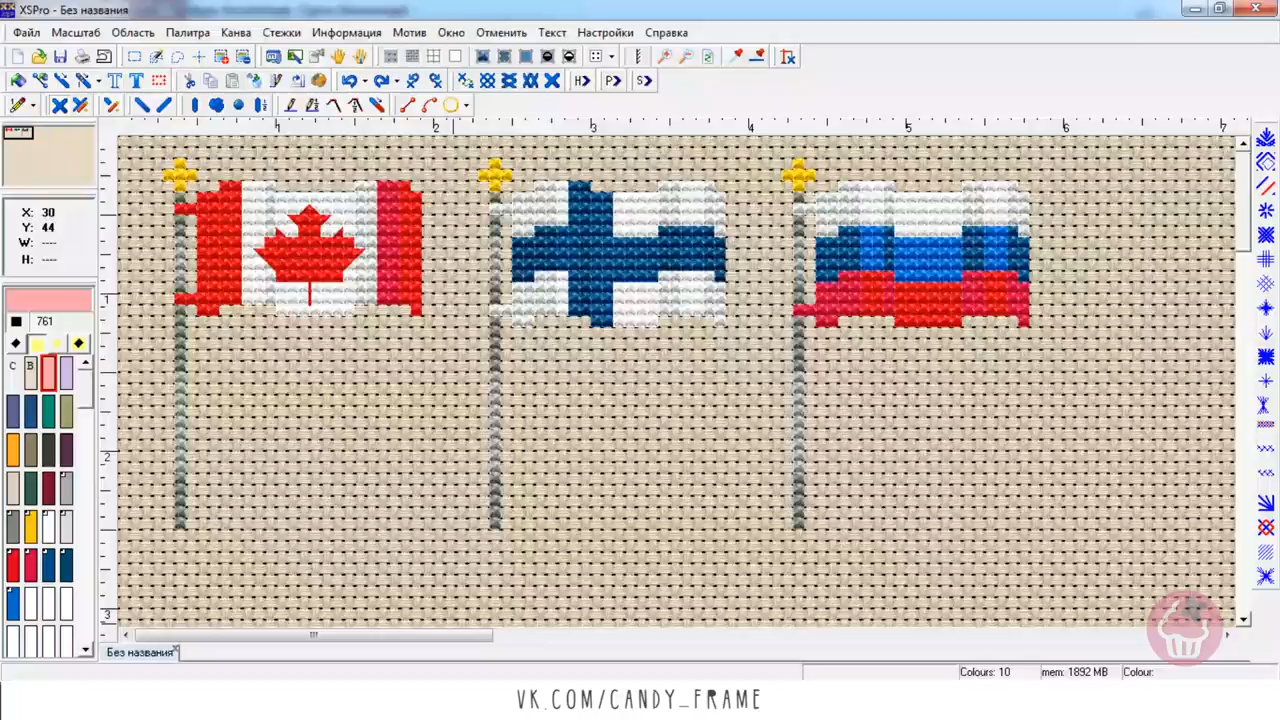 XSPro - Без названия
Файл Масштаб Область Палитра Канва Стежки Информация Мотив Окно Отменить Текст Настройки Справка
H P S
1 2 3 4 5 6 7
X: 30
Y: 44
W: ----
H: ----
761
C B
1
2
3
Без названия
Colours: 10 mem: 1892 MB Colour:
VK.COM/CANDY_FRAME